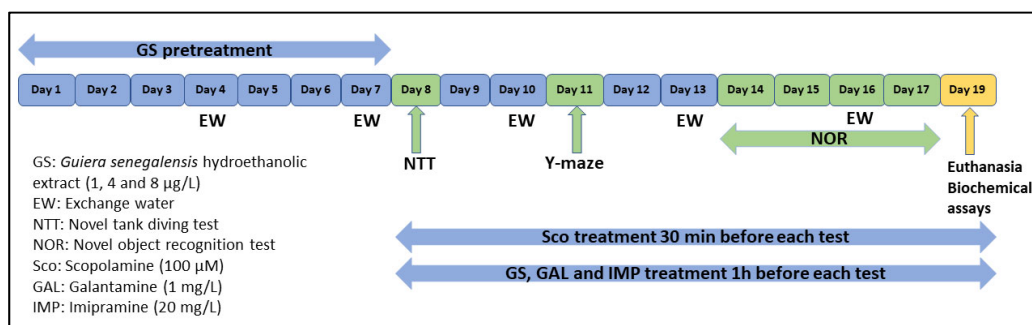 GS pretreatment
Day 1 Day 2 Day 3 Day 4 Day 5 Day 6 Day 7 Day 8 Day 9 Day 10 Day 11 Day 12 Day 13 Day 14 Day 15 Day 16 Day 17 Day 19
EW EW EW EW EW
NTT Y-maze NOR
Euthanasia
Biochemical
assays
GS: Guiera senegalensis hydroethanolic
extract (1, 4 and 8 µg/L)
EW: Exchange water
NTT: Novel tank diving test
NOR: Novel object recognition test
Sco: Scopolamine (100 µM)
GAL: Galantamine (1 mg/L)
IMP: Imipramine (20 mg/L)
Sco treatment 30 min before each test
GS, GAL and IMP treatment 1h before each test